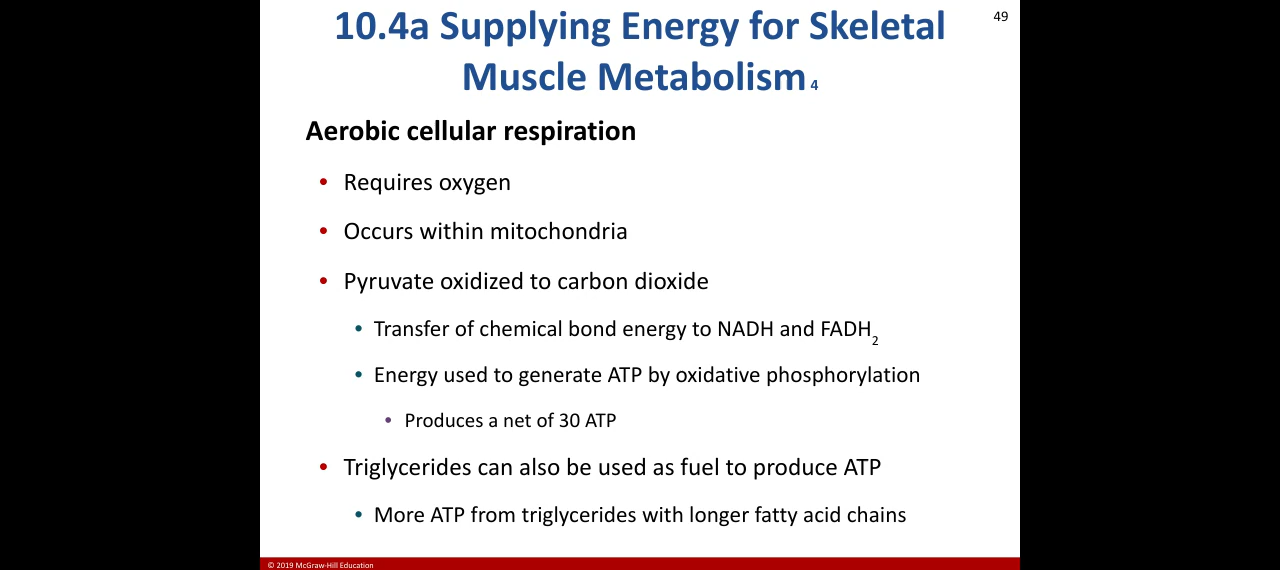 49
10.4a Supplying Energy for Skeletal
Muscle Metabolism 4
Aerobic cellular respiration
• Requires oxygen
• Occurs within mitochondria
• Pyruvate oxidized to carbon dioxide
• Transfer of chemical bond energy to NADH and FADH2
• Energy used to generate ATP by oxidative phosphorylation
• Produces a net of 30 ATP
• Triglycerides can also be used as fuel to produce ATP
• More ATP from triglycerides with longer fatty acid chains
© 2019 McGraw-Hill Education